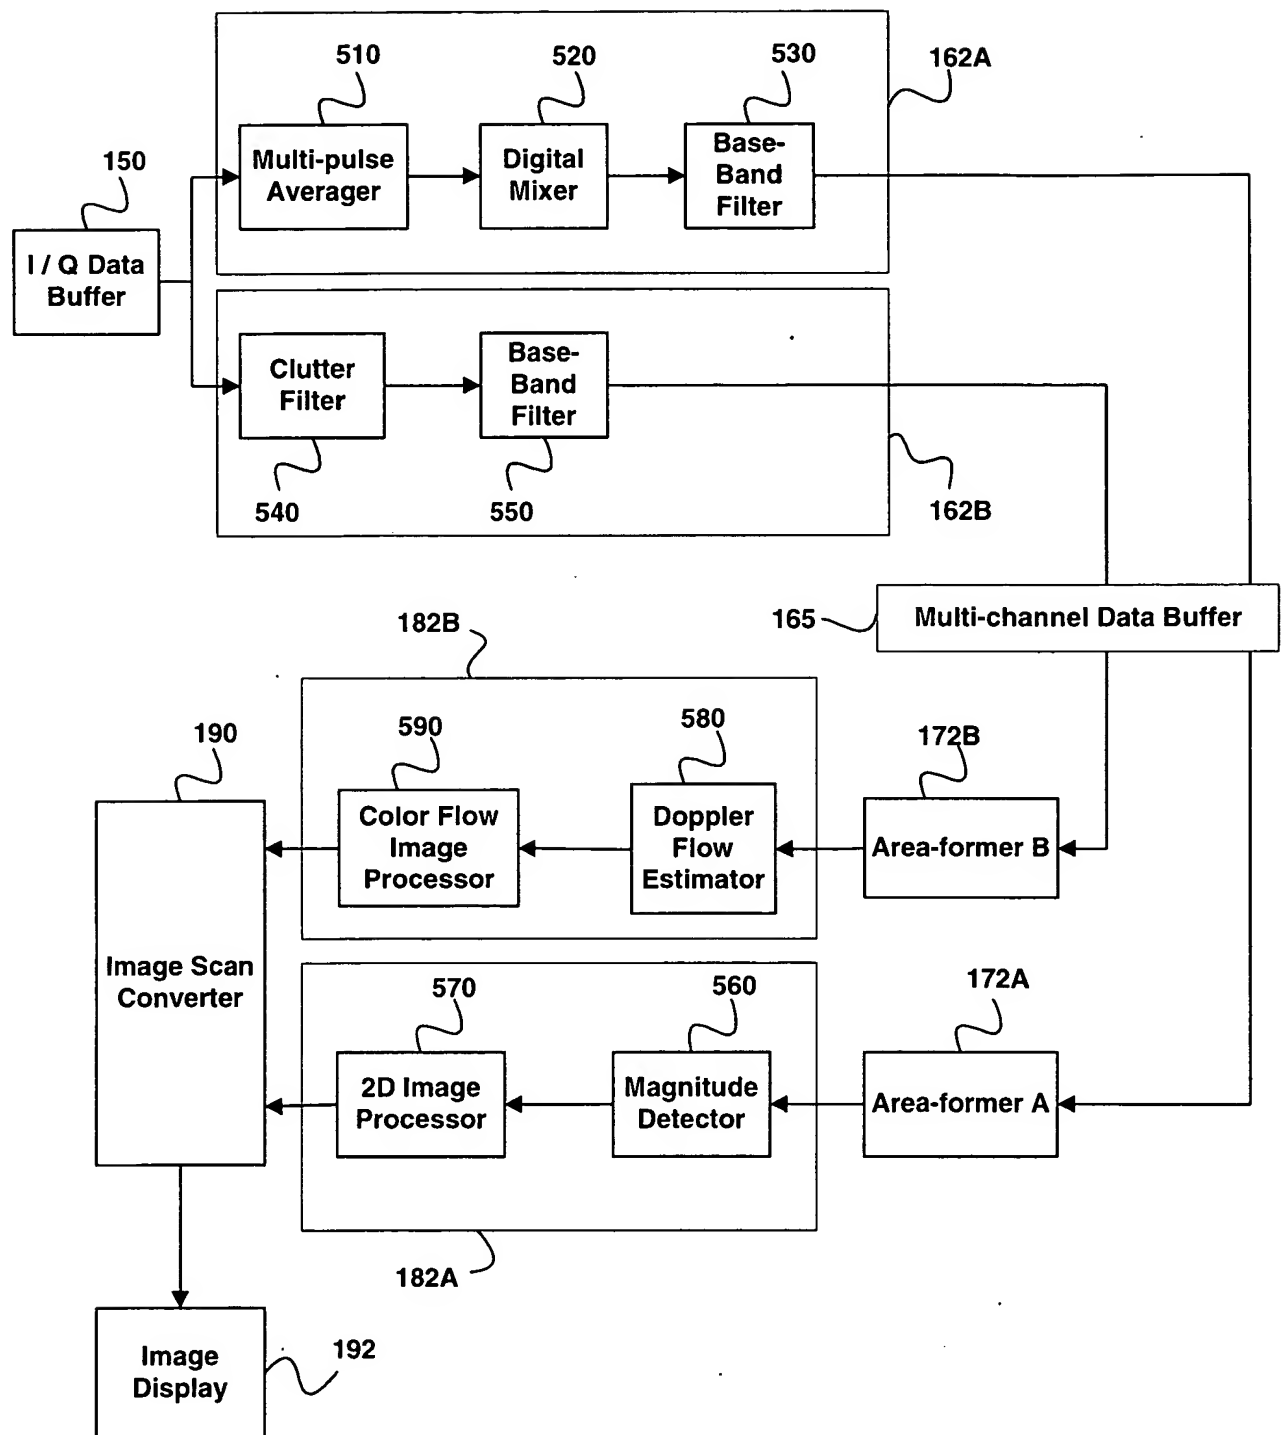 510
520
530
162A
150
Multi-pulse
Averager
Digital
Mixer
Base-
Band
Filter
I / Q Data
Buffer
Clutter
Filter
Base-
Band
Filter
540
550
162B
165
Multi-channel Data Buffer
182B
190
590
580
172B
Color Flow
Image
Processor
Doppler
Flow
Estimator
Area-former B
Image Scan
Converter
570
560
172A
2D Image
Processor
Magnitude
Detector
Area-former A
182A
Image
Display
192